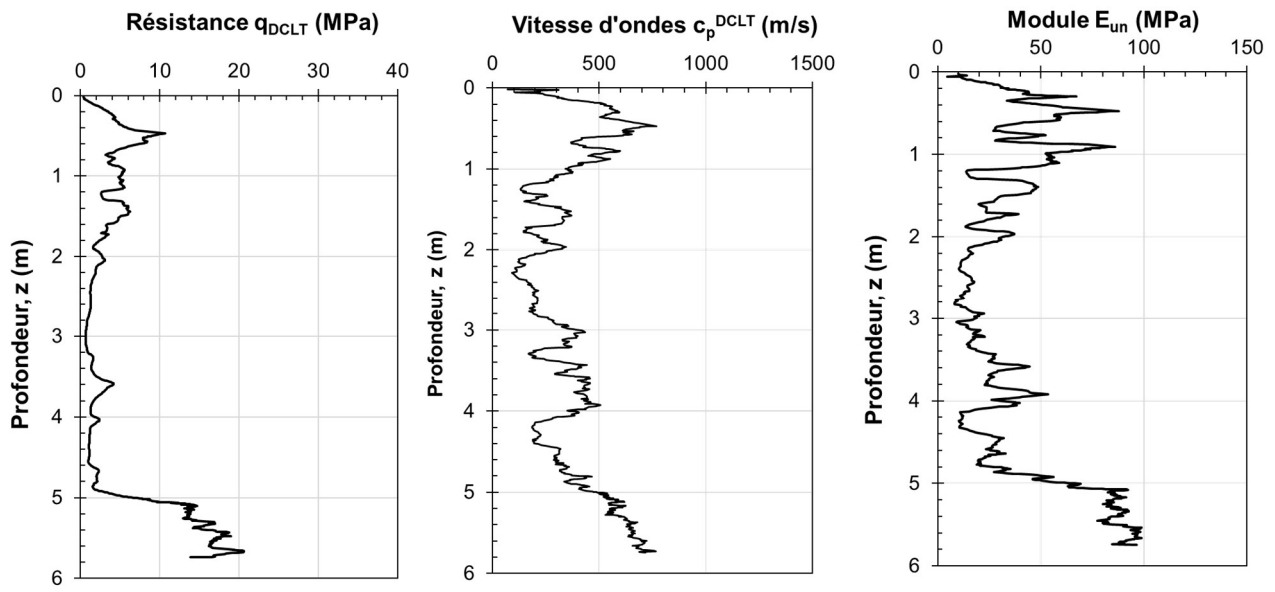 Résistance qDCLT (MPa)
0 10 20 30 40
0
1
2
3
4
5
6
Profondeur, z (m)
Vitesse d'ondes cpDCLT (m/s)
0 500 1000 1500
0
1
2
3
4
5
6
Profondeur, z (m)
Module Eun (MPa)
0 50 100 150
0
1
2
3
4
5
6
Profondeur, z (m)